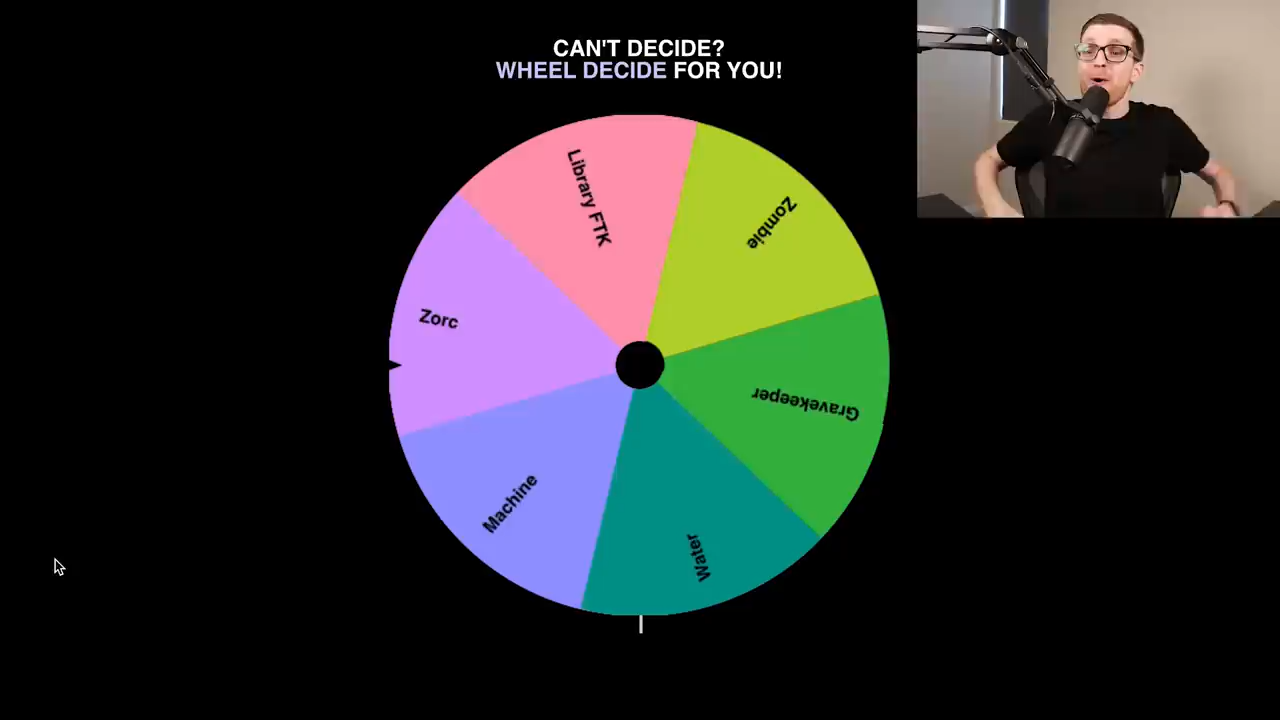 CAN'T DECIDE?
WHEEL DECIDE FOR YOU!
Library FTK
Zombie
Zorc
Gravekeeper
Machine
Water